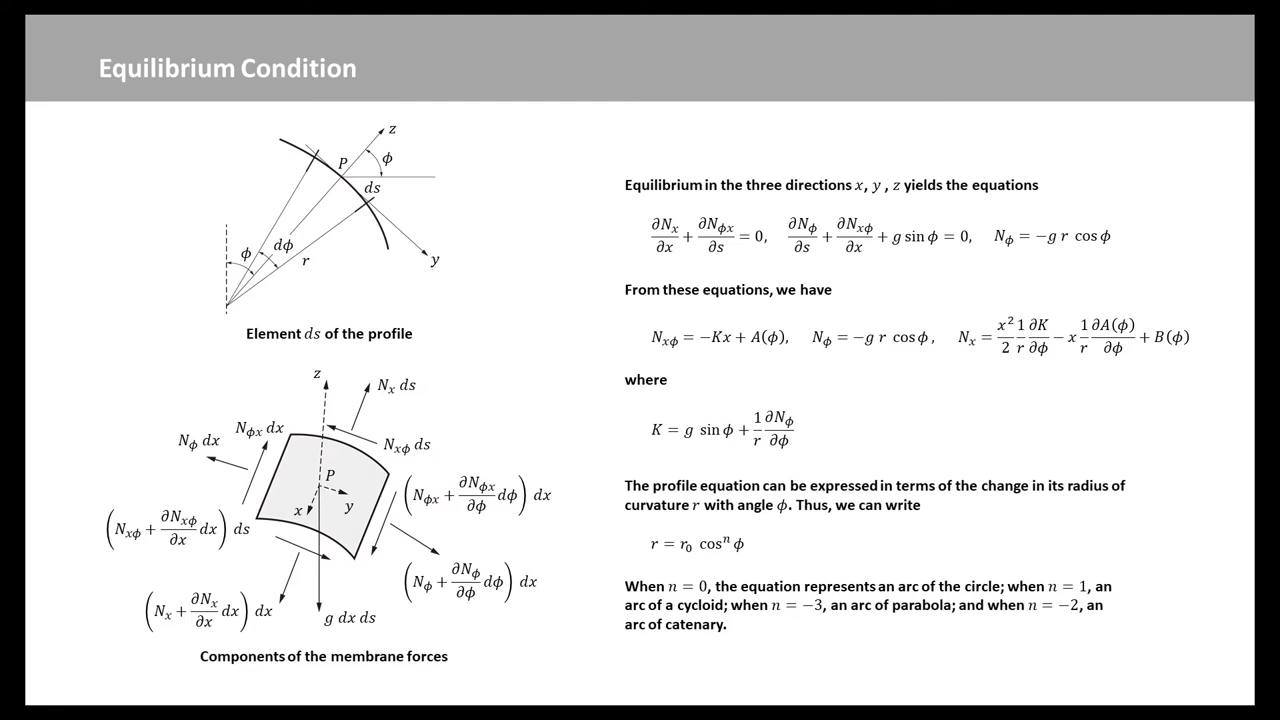 Equilibrium Condition
z
P
ϕ
ds
dϕ
ϕ
r
y
Element ds of the profile
z
N_x ds
N_ϕx dx
N_ϕ dx
N_xϕ ds
P
(N_ϕx + ∂N_ϕx/∂ϕ dϕ) dx
x
y
(N_xϕ + ∂N_xϕ/∂x dx) ds
(N_ϕ + ∂N_ϕ/∂ϕ dϕ) dx
(N_x + ∂N_x/∂x dx) dx
g dx ds
Components of the membrane forces
Equilibrium in the three directions x, y , z yields the equations
∂N_x/∂x + ∂N_ϕx/∂s = 0, ∂N_ϕ/∂s + ∂N_xϕ/∂x + g sin ϕ = 0, N_ϕ = −g r cos ϕ
From these equations, we have
N_xϕ = −Kx + A(ϕ), N_ϕ = −g r cos ϕ , N_x = x²/2 1/r ∂K/∂ϕ − x 1/r ∂A(ϕ)/∂ϕ + B(ϕ)
where
K = g sin ϕ + 1/r ∂N_ϕ/∂ϕ
The profile equation can be expressed in terms of the change in its radius of
curvature r with angle ϕ. Thus, we can write
r = r₀ cosⁿ ϕ
When n = 0, the equation represents an arc of the circle; when n = 1, an
arc of a cycloid; when n = −3, an arc of parabola; and when n = −2, an
arc of catenary.